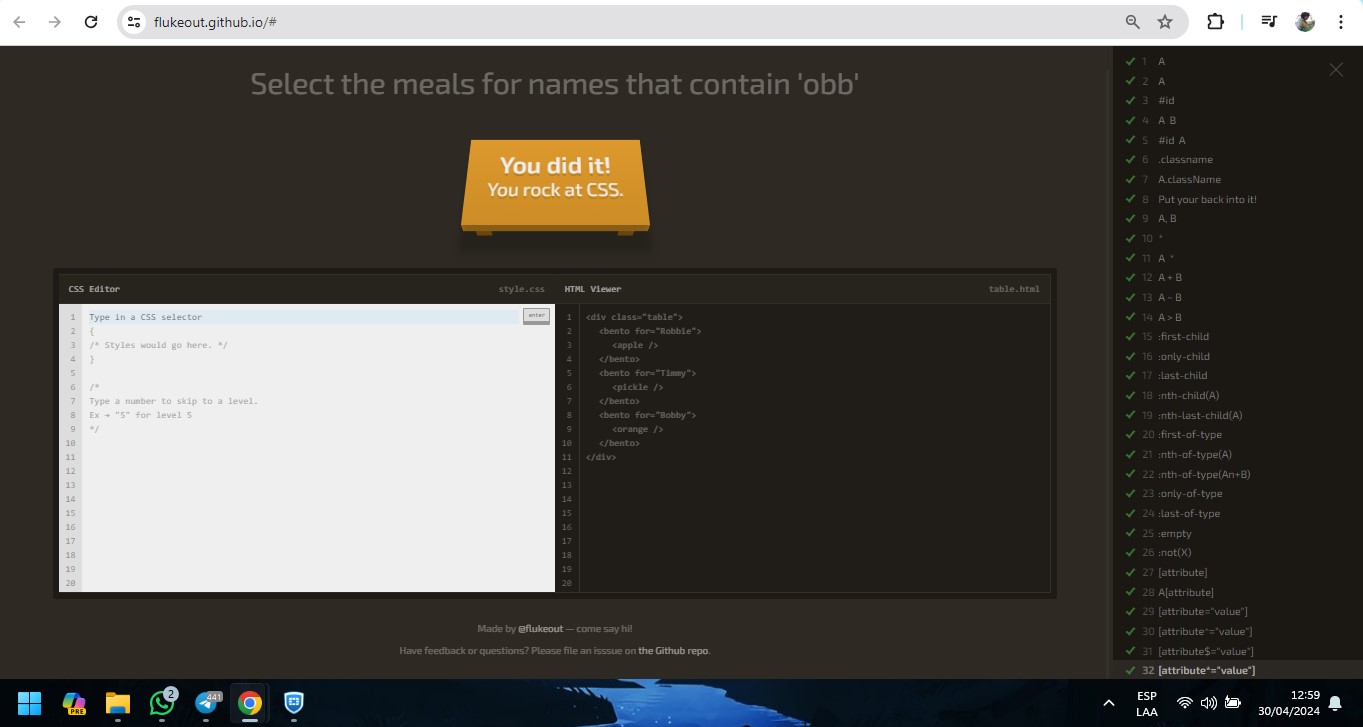 flukeout.github.io/#
Select the meals for names that contain 'obb'
You did it!
You rock at CSS.
CSS Editor
style.css
HTML Viewer
table.html
1 Type in a CSS selector
enter
2 {
3 /* Styles would go here. */
4 }
5
6 /*
7 Type a number to skip to a level.
8 Ex → "5" for level 5
9 */
10
11
12
13
14
15
16
17
18
19
20
1 <div class="table">
2 <bento for="Robbie">
3 <apple />
4 </bento>
5 <bento for="Timmy">
6 <pickle />
7 </bento>
8 <bento for="Bobby">
9 <orange />
10 </bento>
11 </div>
12
13
14
15
16
17
18
19
20
Made by @flukeout — come say hi!
Have feedback or questions? Please file an isssue on the Github repo.
1 A
2 A
3 #id
4 A B
5 #id A
6 .classname
7 A.className
8 Put your back into it!
9 A, B
10 *
11 A *
12 A + B
13 A ~ B
14 A > B
15 :first-child
16 :only-child
17 :last-child
18 :nth-child(A)
19 :nth-last-child(A)
20 :first-of-type
21 :nth-of-type(A)
22 :nth-of-type(An+B)
23 :only-of-type
24 :last-of-type
25 :empty
26 :not(X)
27 [attribute]
28 A[attribute]
29 [attribute="value"]
30 [attribute^="value"]
31 [attribute$="value"]
32 [attribute*="value"]
PRE
2
441
ESP
LAA
12:59
30/04/2024